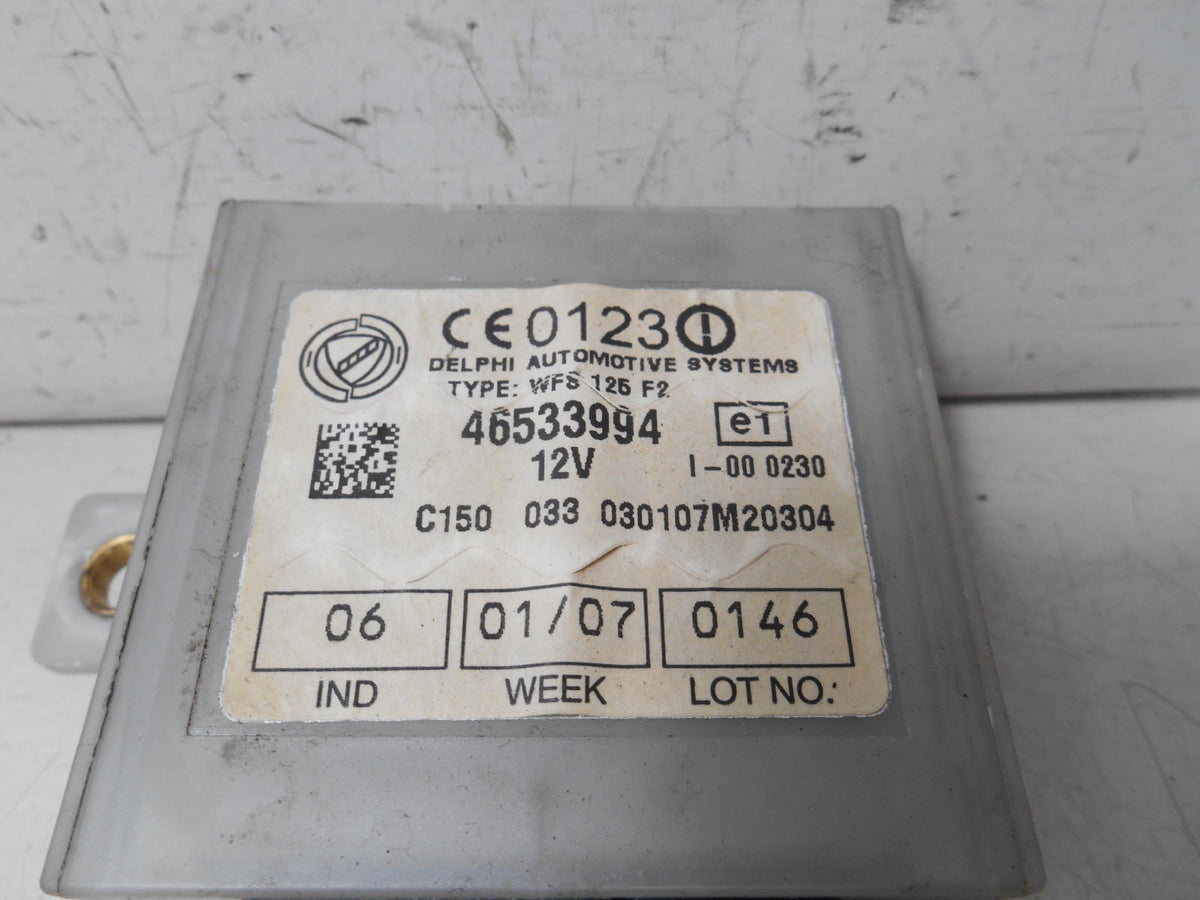 CE0123
DELPHI AUTOMOTIVE SYSTEMS
TYPE: WFS 125 F2
46533994
e1
12V
I-00 0230
C150 033 030107M20304
06
01/07
0146
IND
WEEK
LOT NO.: